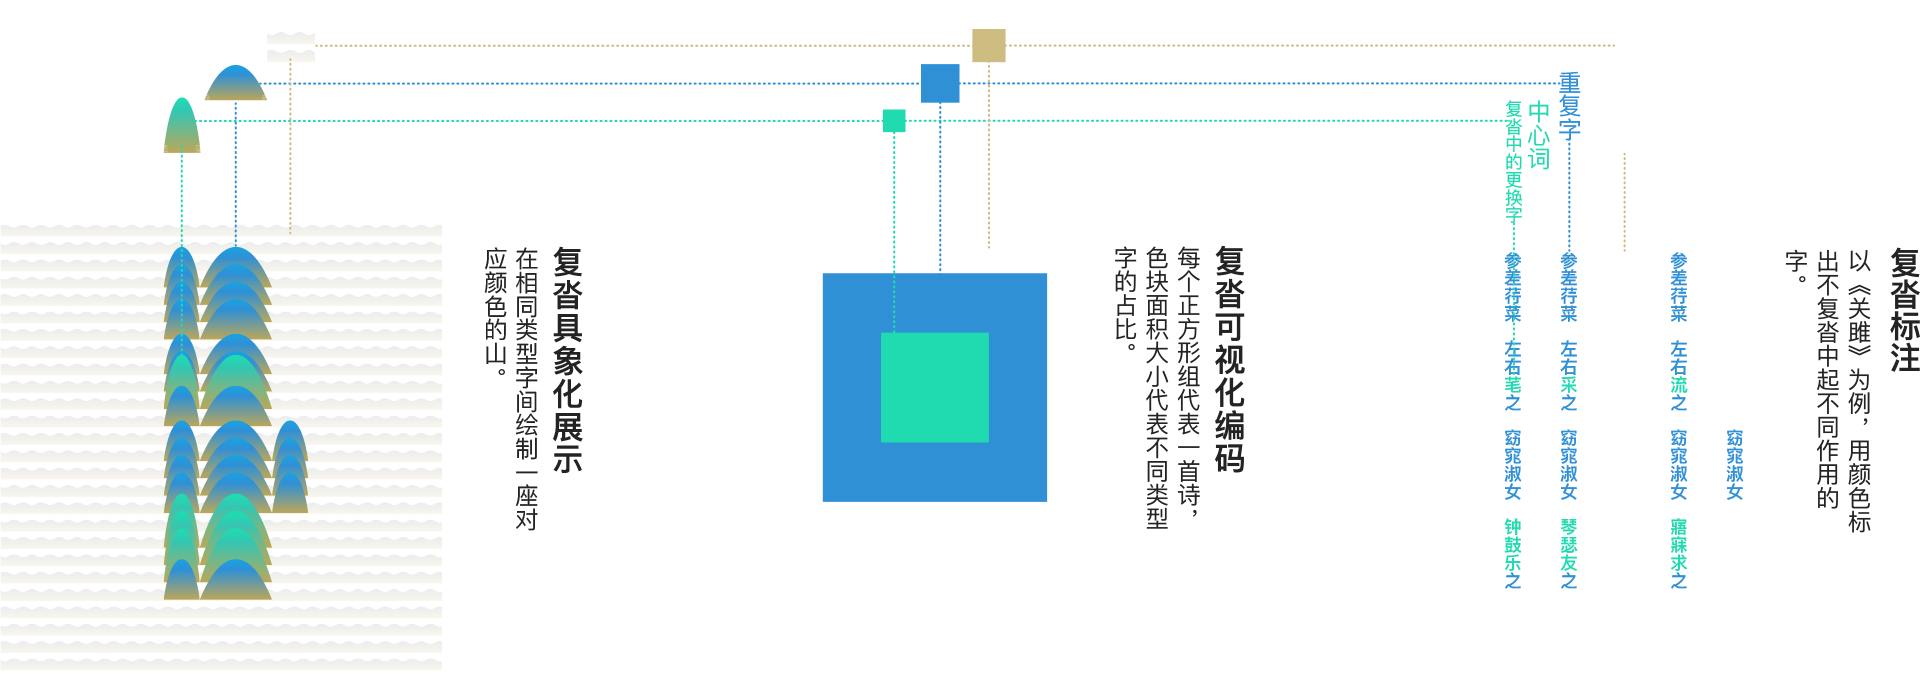 复沓标注
以《关雎》为例，用颜色标
出不复沓中起不同作用的
字。
窈窕淑女
参差荇菜 左右流之 窈窕淑女 寤寐求之
重复字
参差荇菜 左右采之 窈窕淑女 琴瑟友之
中心词
复沓中的更换字
参差荇菜 左右芼之 窈窕淑女 钟鼓乐之
复沓可视化编码
每个正方形组代表一首诗，
色块面积大小代表不同类型
字的占比。
复沓具象化展示
在相同类型字间绘制一座对
应颜色的山。